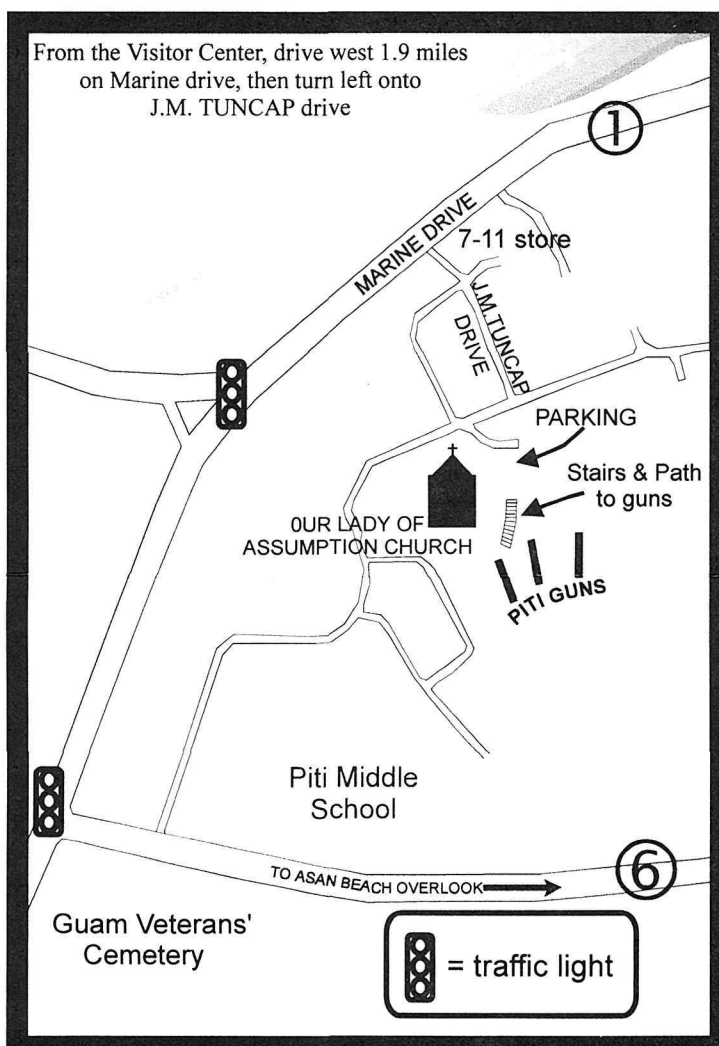 From the Visitor Center, drive west 1.9 miles
on Marine drive, then turn left onto
J.M. TUNCAP drive
1
MARINE DRIVE
7-11 store
J.M.TUNCAP
DRIVE
PARKING
Stairs & Path
to guns
0UR LADY OF
ASSUMPTION CHURCH
PITI GUNS
Piti Middle
School
TO ASAN BEACH OVERLOOK
6
Guam Veterans'
Cemetery
= traffic light